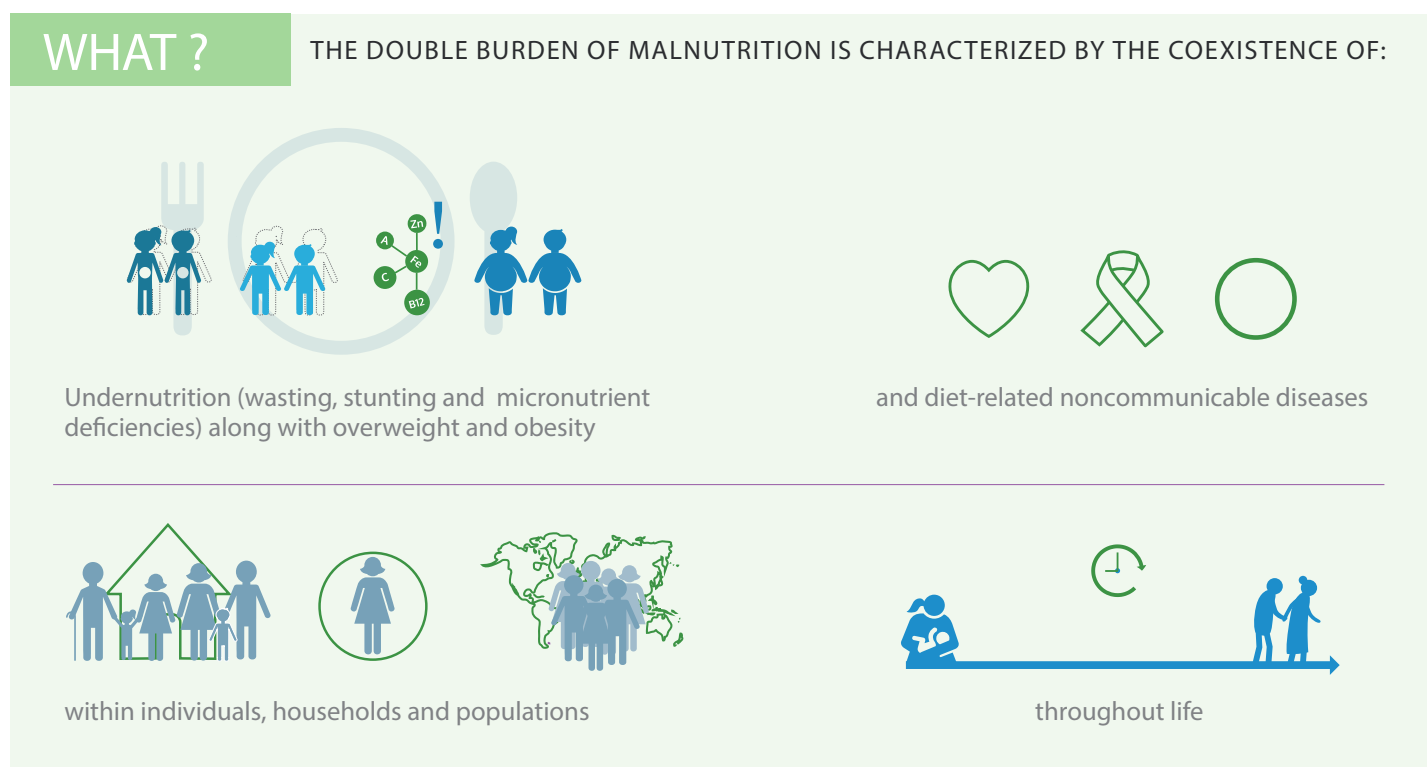 WHAT ?
THE DOUBLE BURDEN OF MALNUTRITION IS CHARACTERIZED BY THE COEXISTENCE OF:
Zn
!
A
Fe
C
B12
Undernutrition (wasting, stunting and micronutrient
deficiencies) along with overweight and obesity
and diet-related noncommunicable diseases
within individuals, households and populations
throughout life